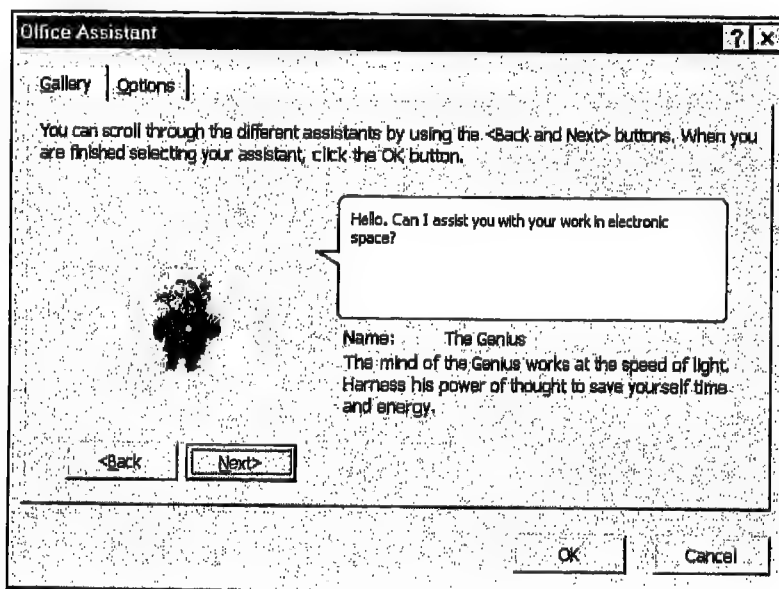 Office Assistant
? ×
Gallery
Options
You can scroll through the different assistants by using the <Back and Next> buttons. When you
are finished selecting your assistant, click the OK button.
Hello. Can I assist you with your work in electronic
space?
Name: The Genius
The mind of the Genius works at the speed of light.
Harness his power of thought to save yourself time
and energy.
<Back
Next>
OK
Cancel